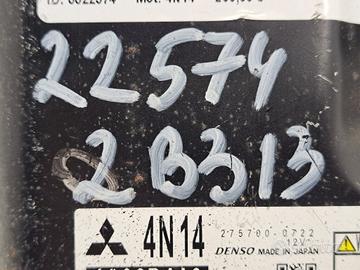 22574
2B313
4N14
275700-0722
12V
DENSO MADE IN JAPAN